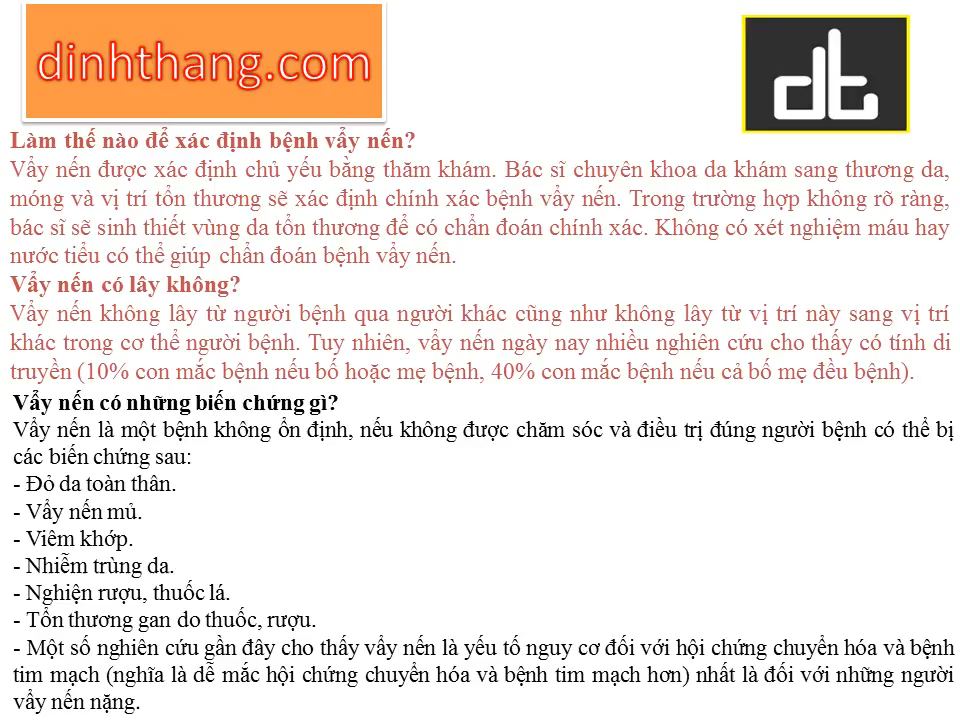 dinhthang.com
dt
Làm thế nào để xác định bệnh vẩy nến?
Vẩy nến được xác định chủ yếu bằng thăm khám. Bác sĩ chuyên khoa da khám sang thương da,
móng và vị trí tổn thương sẽ xác định chính xác bệnh vẩy nến. Trong trường hợp không rõ ràng,
bác sĩ sẽ sinh thiết vùng da tổn thương để có chẩn đoán chính xác. Không có xét nghiệm máu hay
nước tiểu có thể giúp chẩn đoán bệnh vẩy nến.
Vẩy nến có lây không?
Vẩy nến không lây từ người bệnh qua người khác cũng như không lây từ vị trí này sang vị trí
khác trong cơ thể người bệnh. Tuy nhiên, vẩy nến ngày nay nhiều nghiên cứu cho thấy có tính di
truyền (10% con mắc bệnh nếu bố hoặc mẹ bệnh, 40% con mắc bệnh nếu cả bố mẹ đều bệnh).
Vẩy nến có những biến chứng gì?
Vẩy nến là một bệnh không ổn định, nếu không được chăm sóc và điều trị đúng người bệnh có thể bị
các biến chứng sau:
- Đỏ da toàn thân.
- Vẩy nến mủ.
- Viêm khớp.
- Nhiễm trùng da.
- Nghiện rượu, thuốc lá.
- Tổn thương gan do thuốc, rượu.
- Một số nghiên cứu gần đây cho thấy vẩy nến là yếu tố nguy cơ đối với hội chứng chuyển hóa và bệnh
tim mạch (nghĩa là dễ mắc hội chứng chuyển hóa và bệnh tim mạch hơn) nhất là đối với những người
vẩy nến nặng.